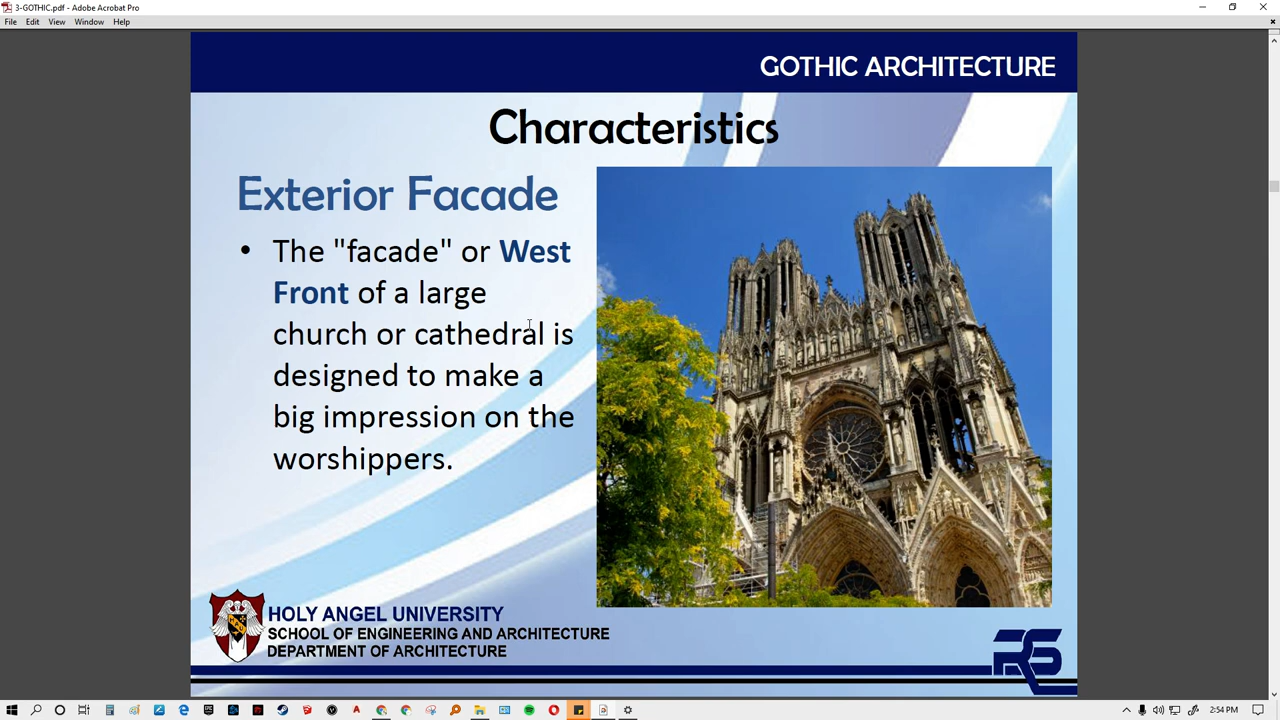 3-GOTHIC.pdf - Adobe Acrobat Pro
File Edit View Window Help
GOTHIC ARCHITECTURE
Characteristics
Exterior Facade
• The "facade" or West
Front of a large
church or cathedral is
designed to make a
big impression on the
worshippers.
HOLY ANGEL UNIVERSITY
SCHOOL OF ENGINEERING AND ARCHITECTURE
DEPARTMENT OF ARCHITECTURE
RS
2:54 PM